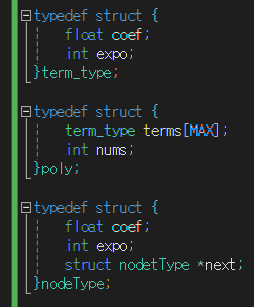 typedef struct {
float coef;
int expo;
}term_type;
typedef struct {
term_type terms[MAX];
int nums;
}poly;
typedef struct {
float coef;
int expo;
struct nodetType *next;
}nodeType;